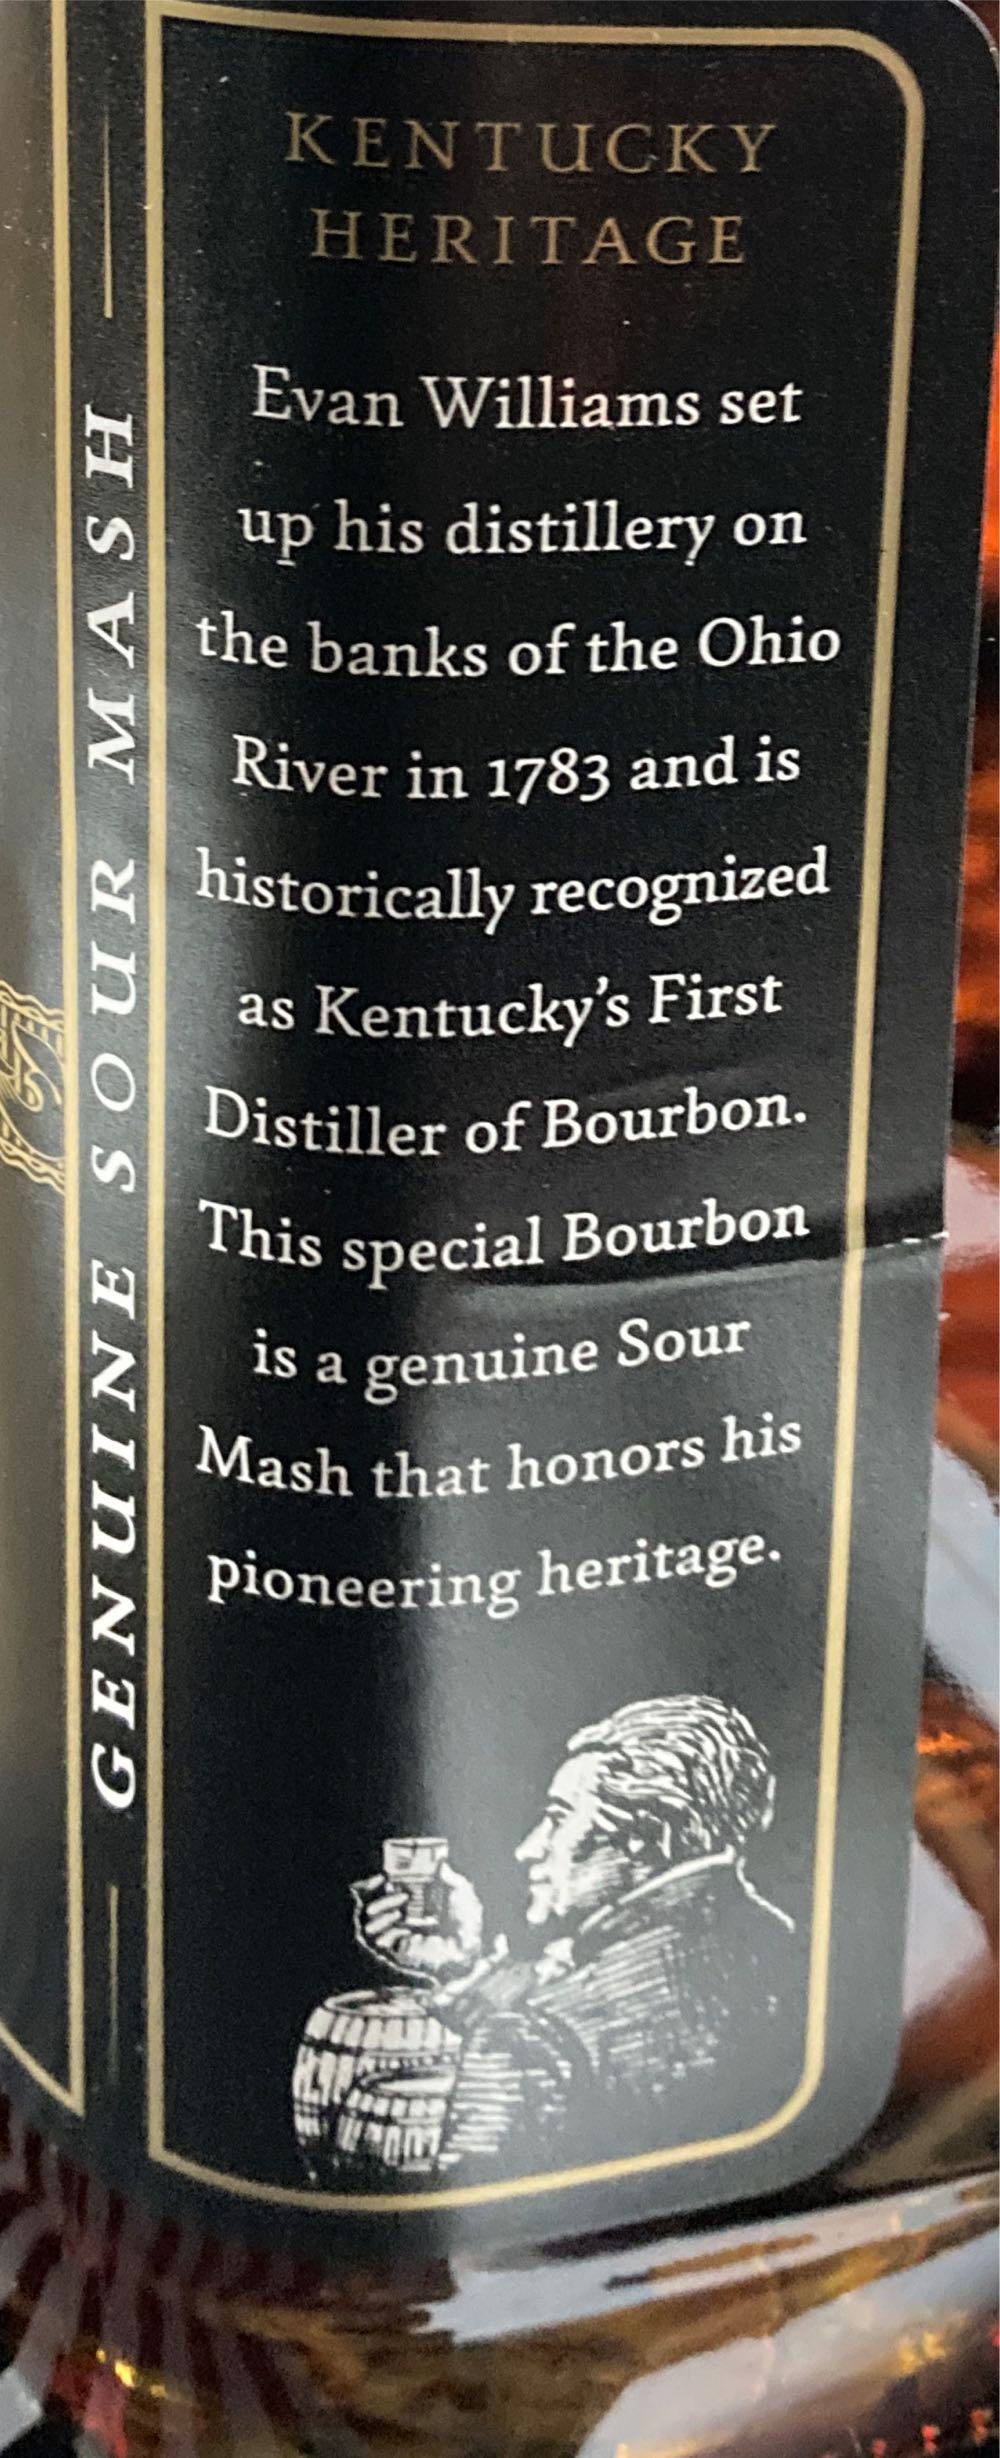 GENUINE SOUR MASH
KENTUCKY
HERITAGE
Evan Williams set
up his distillery on
the banks of the Ohio
River in 1783 and is
historically recognized
as Kentucky's First
Distiller of Bourbon.
This special Bourbon
is a genuine Sour
Mash that honors his
pioneering heritage.